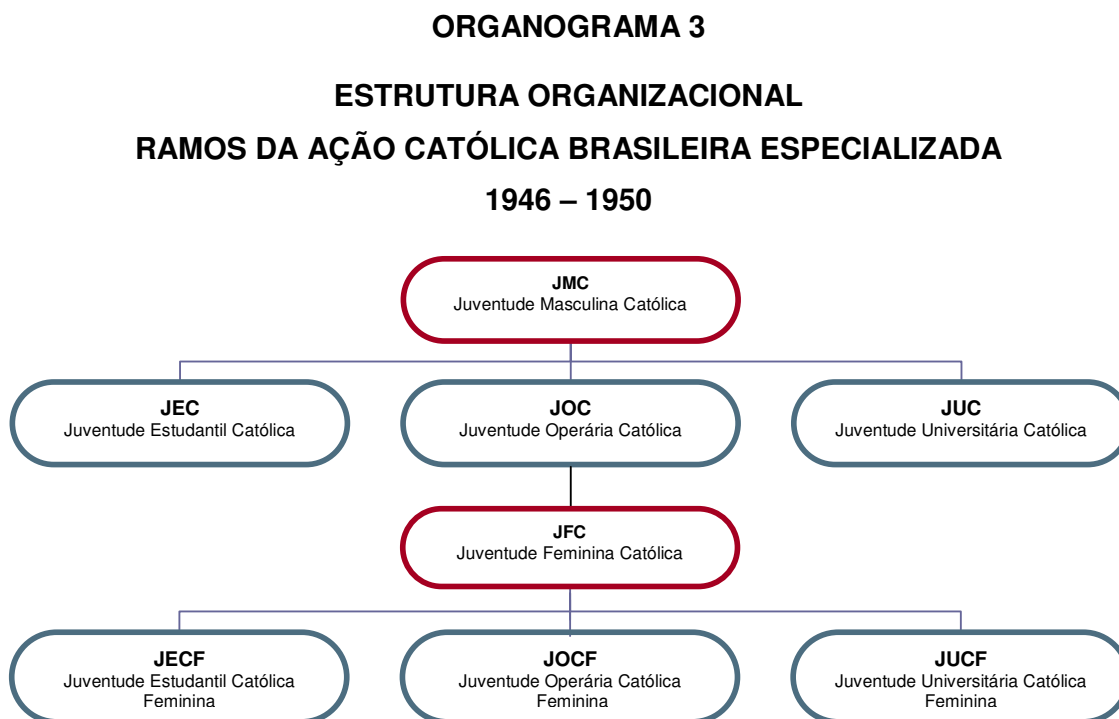 ORGANOGRAMA 3
ESTRUTURA ORGANIZACIONAL
RAMOS DA AÇÃO CATÓLICA BRASILEIRA ESPECIALIZADA
1946 – 1950
JMC
Juventude Masculina Católica
JEC
Juventude Estudantil Católica
JOC
Juventude Operária Católica
JUC
Juventude Universitária Católica
JFC
Juventude Feminina Católica
JECF
Juventude Estudantil Católica
Feminina
JOCF
Juventude Operária Católica
Feminina
JUCF
Juventude Universitária Católica
Feminina